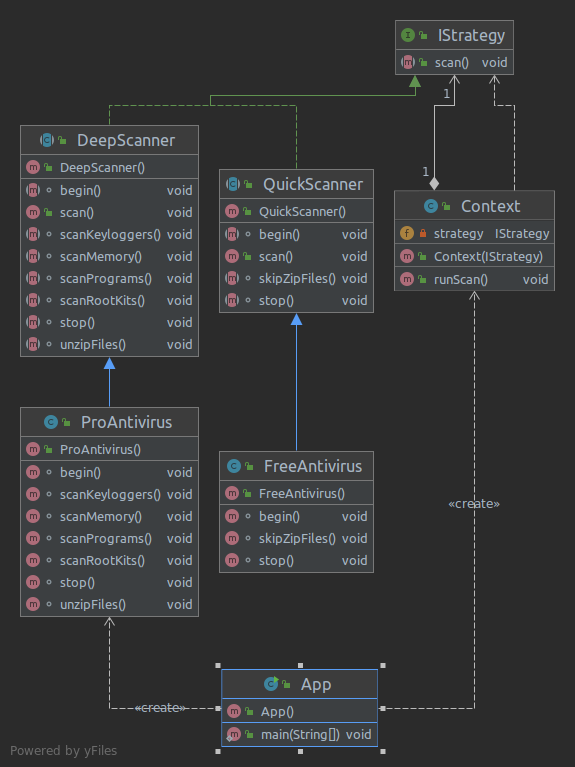 IStrategy
scan() void
1
1
DeepScanner
DeepScanner()
begin() void
scan() void
scanKeyloggers() void
scanMemory() void
scanPrograms() void
scanRootKits() void
stop() void
unzipFiles() void
QuickScanner
QuickScanner()
begin() void
scan() void
skipZipFiles() void
stop() void
Context
strategy IStrategy
Context(IStrategy)
runScan() void
ProAntivirus
ProAntivirus()
begin() void
scanKeyloggers() void
scanMemory() void
scanPrograms() void
scanRootKits() void
stop() void
unzipFiles() void
FreeAntivirus
FreeAntivirus()
begin() void
skipZipFiles() void
stop() void
«create»
«create»
App
App()
main(String[]) void
Powered by yFiles